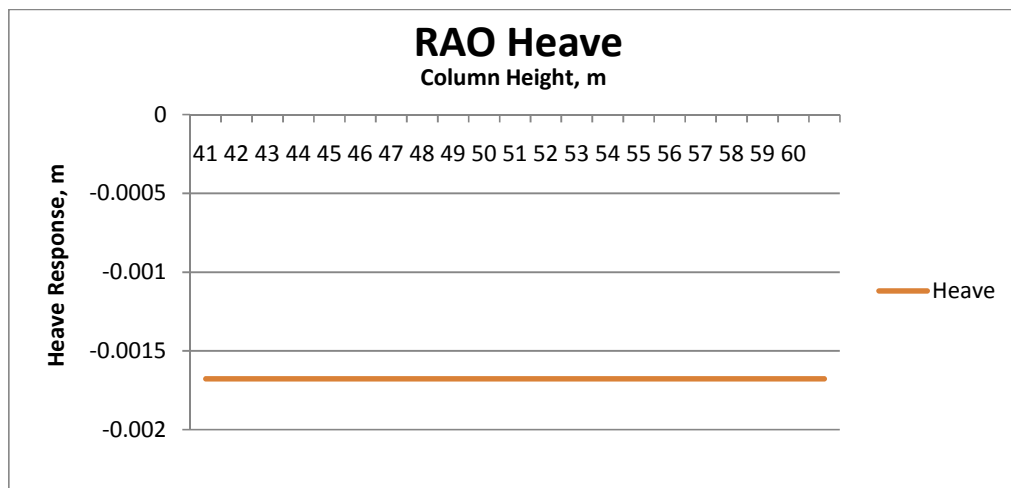 RAO Heave
Column Height, m
0
41 42 43 44 45 46 47 48 49 50 51 52 53 54 55 56 57 58 59 60
-0.0005
-0.001
-0.0015
-0.002
Heave Response, m
Heave